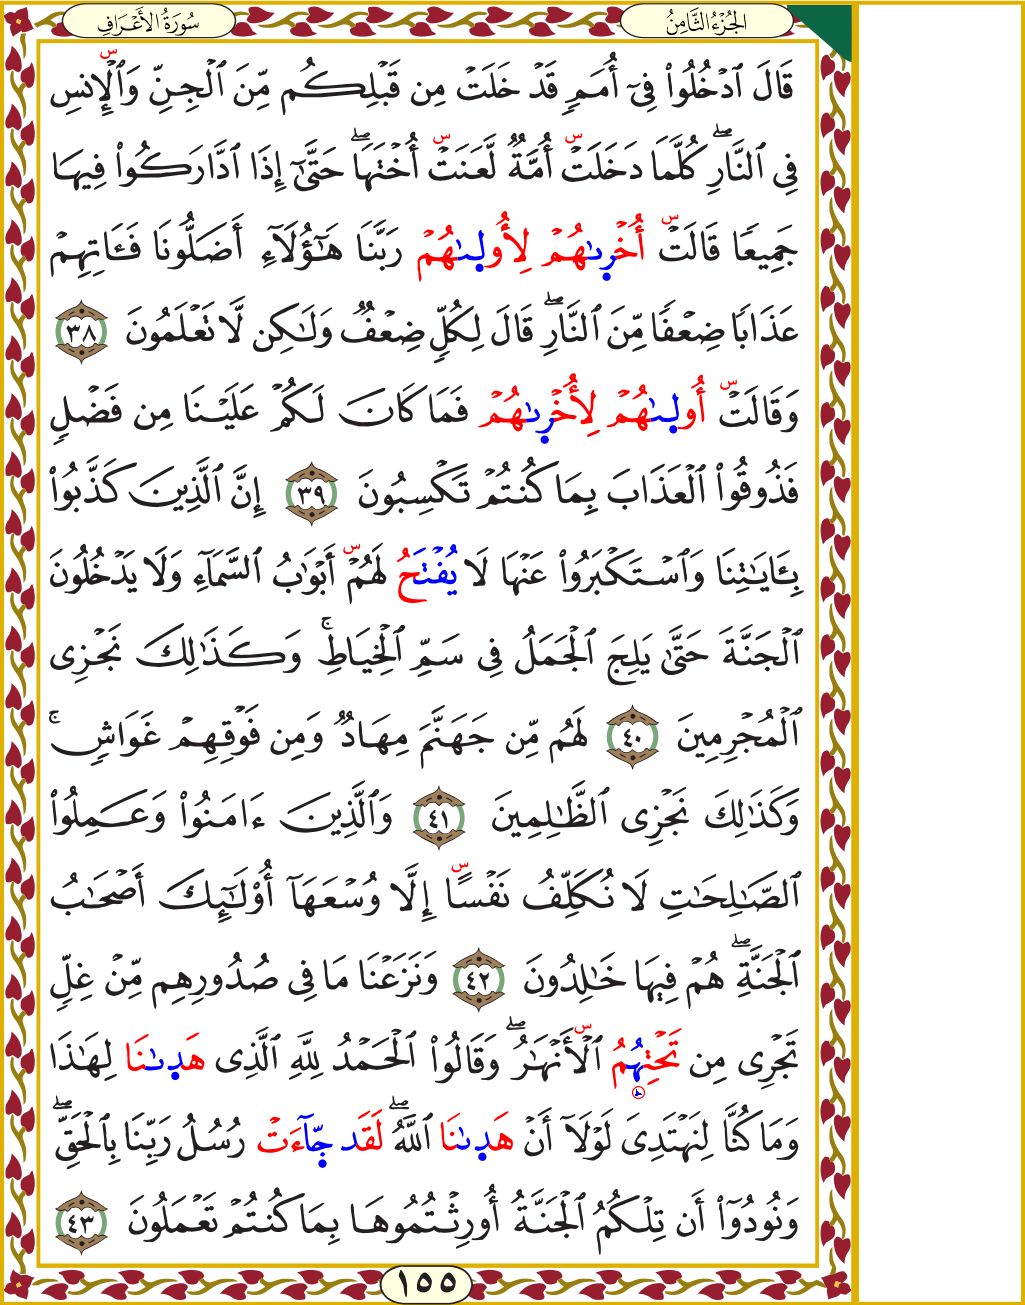 الجُزْءُ الثَّامِنُ
سُورَةُ الأَعْرَافِ
قَالَ ٱدْخُلُوا۟ فِىٓ أُمَمٍ قَدْ خَلَتْ مِن قَبْلِكُم مِّنَ ٱلْجِنِّ وَٱلْإِنسِ
فِى ٱلنَّارِۖ كُلَّمَا دَخَلَتْ أُمَّةٌ لَّعَنَتْ أُخْتَهَاۖ حَتَّىٰٓ إِذَا ٱدَّارَكُوا۟ فِيهَا
جَمِيعًا قَالَتْ أُخْرِىٰهُمْ لِأُولِىٰهُمْ رَبَّنَا هَـٰٓؤُلَآءِ أَضَلُّونَا فَـَٔاتِهِمْ
عَذَابًا ضِعْفًا مِّنَ ٱلنَّارِۖ قَالَ لِكُلٍّ ضِعْفٌ وَلَـٰكِن لَّا تَعْلَمُونَ ٣٨
وَقَالَتْ أُولِىٰهُمْ لِأُخْرِىٰهُمْ فَمَا كَانَ لَكُمْ عَلَيْنَا مِن فَضْلٍ
فَذُوقُوا۟ ٱلْعَذَابَ بِمَا كُنتُمْ تَكْسِبُونَ ٣٩ إِنَّ ٱلَّذِينَ كَذَّبُوا۟
بِـَٔايَـٰتِنَا وَٱسْتَكْبَرُوا۟ عَنْهَا لَا يُفْتَحُ لَهُمْ أَبْوَٰبُ ٱلسَّمَآءِ وَلَا يَدْخُلُونَ
ٱلْجَنَّةَ حَتَّىٰ يَلِجَ ٱلْجَمَلُ فِى سَمِّ ٱلْخِيَاطِۚ وَكَذَٰلِكَ نَجْزِى
ٱلْمُجْرِمِينَ ٤٠ لَهُم مِّن جَهَنَّمَ مِهَادٌ وَمِن فَوْقِهِمْ غَوَاشٍۚ
وَكَذَٰلِكَ نَجْزِى ٱلظَّـٰلِمِينَ ٤١ وَٱلَّذِينَ ءَامَنُوا۟ وَعَمِلُوا۟
ٱلصَّـٰلِحَـٰتِ لَا نُكَلِّفُ نَفْسًا إِلَّا وُسْعَهَآ أُو۟لَـٰٓئِكَ أَصْحَـٰبُ
ٱلْجَنَّةِۖ هُمْ فِيهَا خَـٰلِدُونَ ٤٢ وَنَزَعْنَا مَا فِى صُدُورِهِم مِّنْ غِلٍّ
تَجْرِى مِن تَحْتِهُمُ ٱلْأَنْهَـٰرُۖ وَقَالُوا۟ ٱلْحَمْدُ لِلَّهِ ٱلَّذِى هَدِىٰنَا لِهَـٰذَا
وَمَا كُنَّا لِنَهْتَدِىَ لَوْلَآ أَنْ هَدِىٰنَا ٱللَّهُۖ لَقَد جِّآءَتْ رُسُلُ رَبِّنَا بِٱلْحَقِّۖ
وَنُودُوٓا۟ أَن تِلْكُمُ ٱلْجَنَّةُ أُورِثْتُمُوهَا بِمَا كُنتُمْ تَعْمَلُونَ ٤٣
١٥٥